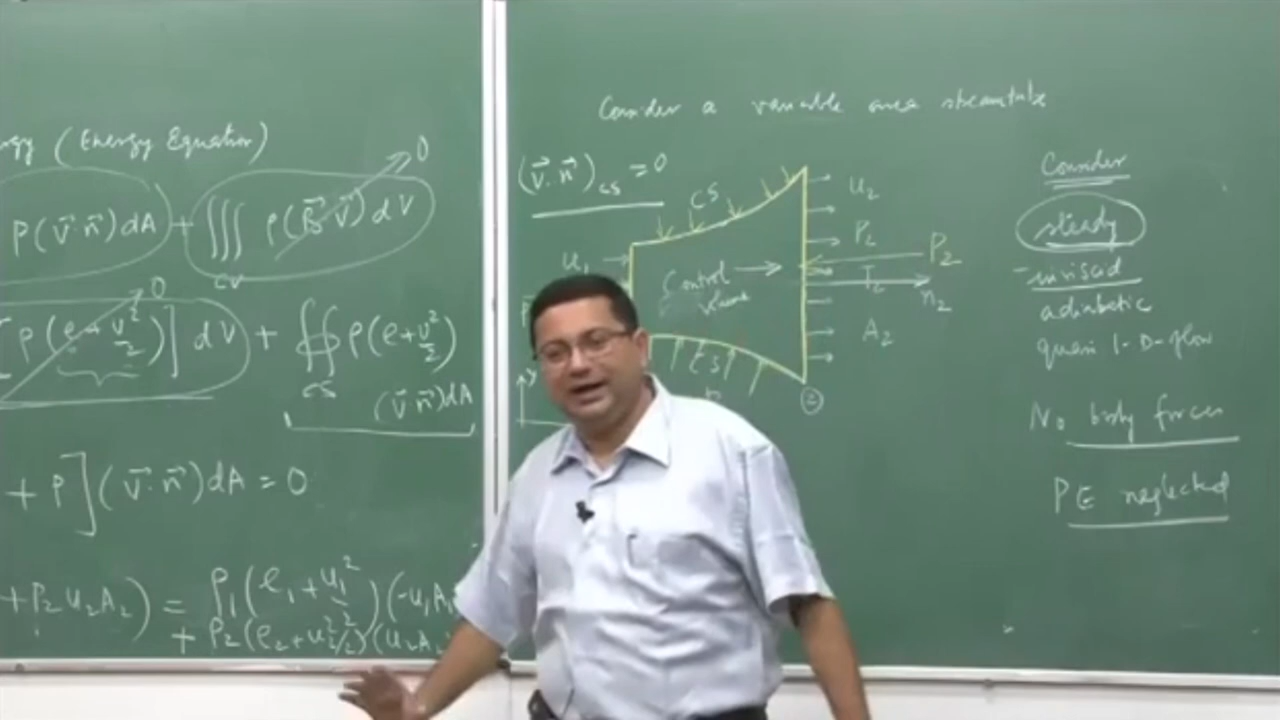 (Energy Equation)
P(v⃗·n⃗)dA + ∭ ρ(B⃗·V⃗)dV → 0
CV
ρ(e+v²/2)] dV → 0 + ∯ ρ(e+v²/2)
CS
(v⃗·n⃗)dA
+ P](v⃗·n⃗)dA = 0
+P₂u₂A₂) = ρ₁(e₁+u₁²/2)(-u₁A₁
+ ρ₂(e₂+u₂²/2)(u₂A₂
Consider a variable area streamtube
(v⃗·n⃗)cs = 0
CS
u₁
Control
volume
CS
u₂
P₂
T₂
A₂
P₂
n₂
②
Consider
steady
- inviscid
adiabatic
quasi 1-D-flow
No body forces
PE neglected